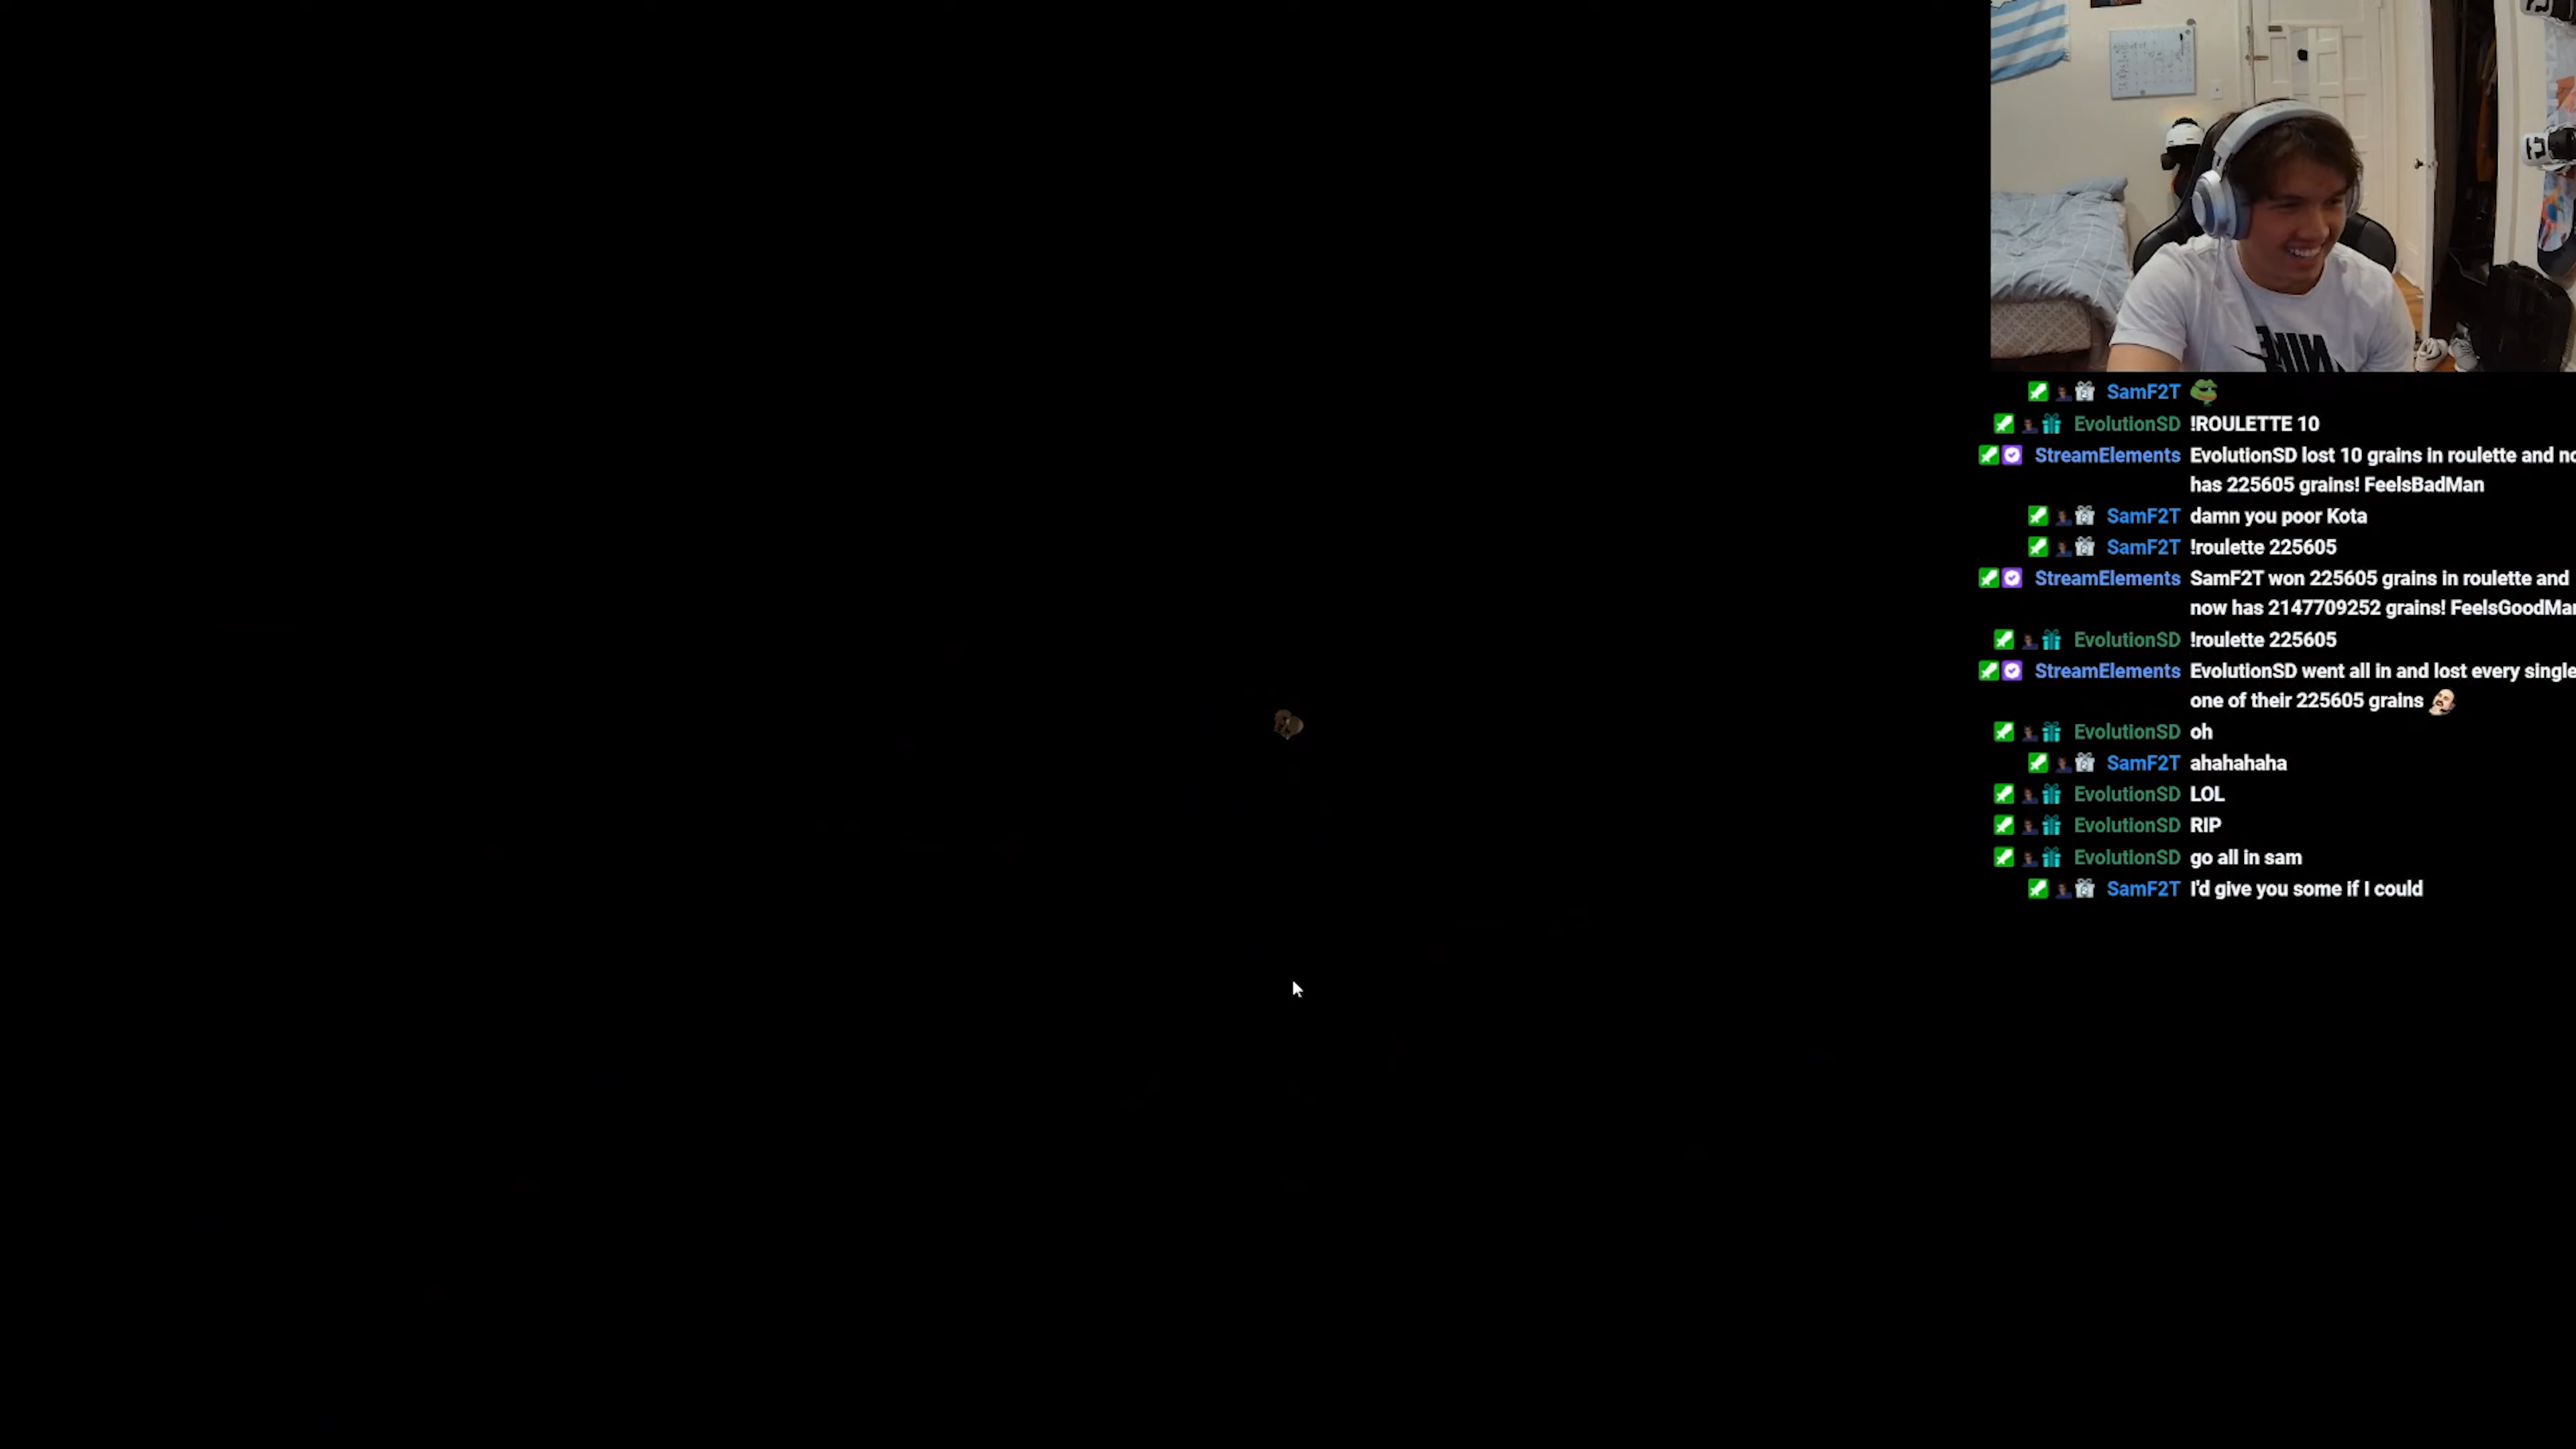 NIKE
SamF2T
EvolutionSD !ROULETTE 10
StreamElements EvolutionSD lost 10 grains in roulette and no
has 225605 grains! FeelsBadMan
SamF2T damn you poor Kota
SamF2T !roulette 225605
StreamElements SamF2T won 225605 grains in roulette and
now has 2147709252 grains! FeelsGoodMan
EvolutionSD !roulette 225605
StreamElements EvolutionSD went all in and lost every single
one of their 225605 grains
EvolutionSD oh
SamF2T ahahahaha
EvolutionSD LOL
EvolutionSD RIP
EvolutionSD go all in sam
SamF2T I'd give you some if I could